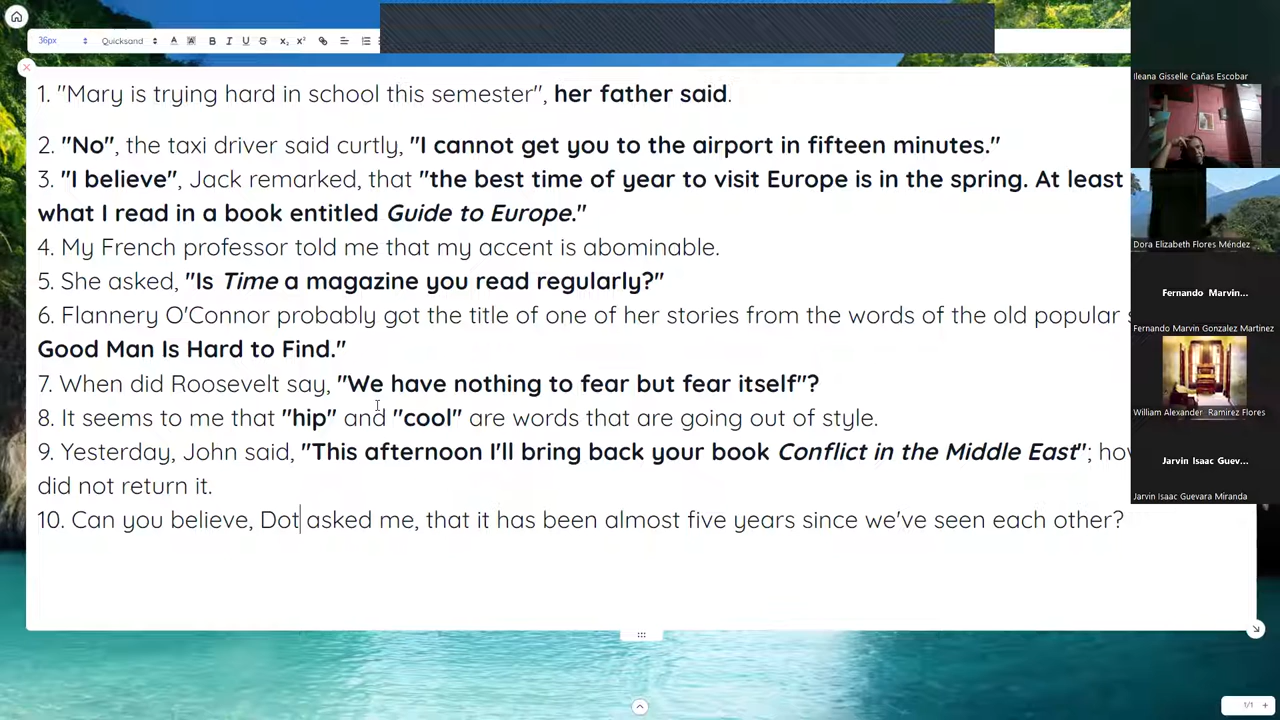 36px Quicksand A A B I U S X₂ X²
1. "Mary is trying hard in school this semester", her father said.
2. "No", the taxi driver said curtly, "I cannot get you to the airport in fifteen minutes."
3. "I believe", Jack remarked, that "the best time of year to visit Europe is in the spring. At least
what I read in a book entitled Guide to Europe."
4. My French professor told me that my accent is abominable.
5. She asked, "Is Time a magazine you read regularly?"
6. Flannery O'Connor probably got the title of one of her stories from the words of the old popular
Good Man Is Hard to Find."
7. When did Roosevelt say, "We have nothing to fear but fear itself"?
8. It seems to me that "hip" and "cool" are words that are going out of style.
9. Yesterday, John said, "This afternoon I'll bring back your book Conflict in the Middle East";
did not return it.
10. Can you believe, Dot asked me, that it has been almost five years since we've seen each other?
Ileana Gisselle Cañas Escobar
Dora Elizabeth Flores Méndez
Fernando Marvin...
Fernando Marvin Gonzalez Martinez
William Alexander Ramirez Flores
Jarvin Isaac Guev...
Jarvin Isaac Guevara Miranda
1/1